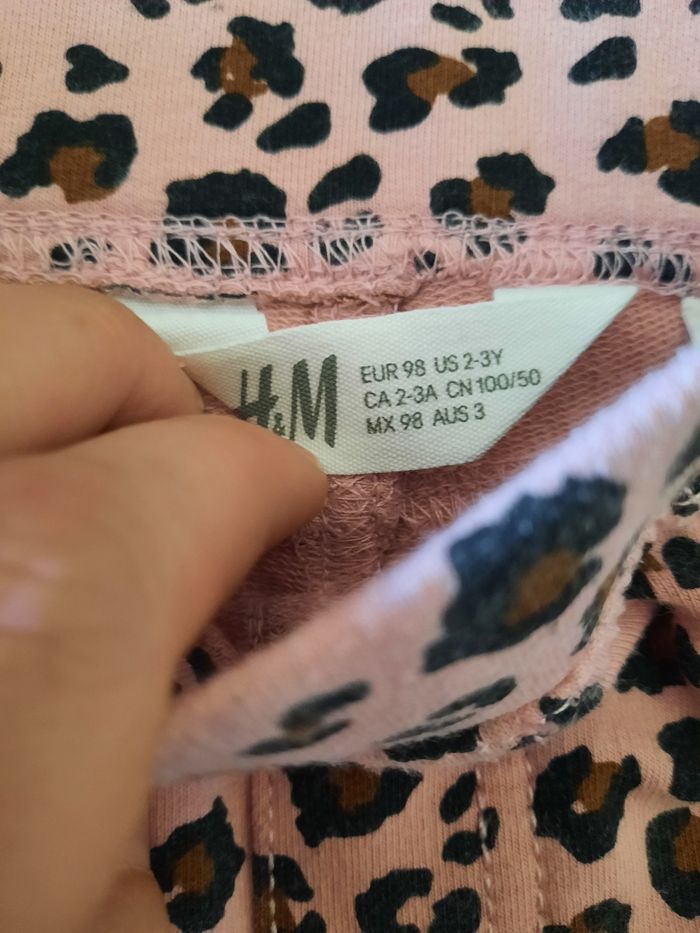 H&M
EUR 98 US 2-3Y
CA 2-3A CN 100/50
MX 98 AUS 3